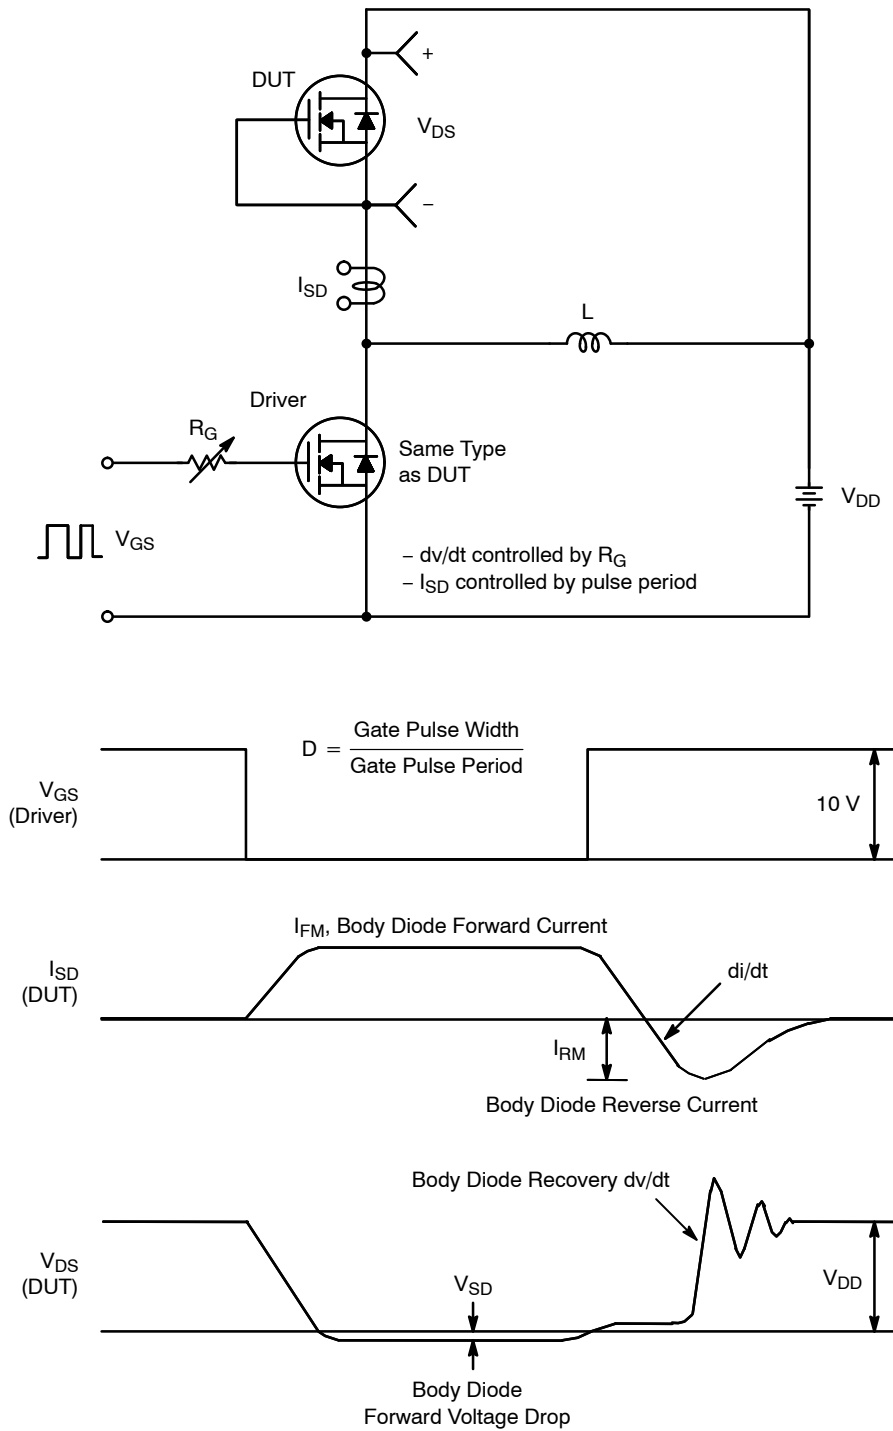 DUT
+
V_DS
−
I_SD
L
Driver
R_G
Same Type
as DUT
V_DD
V_GS
− dv/dt controlled by R_G
− I_SD controlled by pulse period
D = Gate Pulse Width
Gate Pulse Period
V_GS
(Driver)
10 V
I_FM, Body Diode Forward Current
I_SD
(DUT)
di/dt
I_RM
Body Diode Reverse Current
Body Diode Recovery dv/dt
V_DS
(DUT)
V_SD
V_DD
Body Diode
Forward Voltage Drop